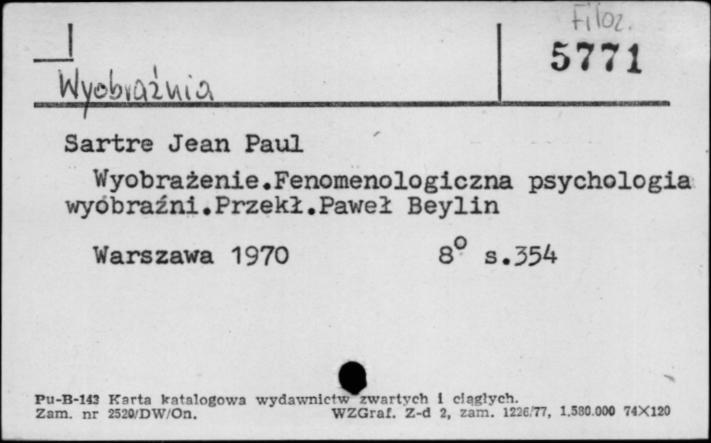 Filoz.
5771
Wyobraźnia
Sartre Jean Paul
Wyobrażenie.Fenomenologiczna psychologia
wyobraźni.Przekł.Paweł Beylin
Warszawa 1970 8° s.354
Pu-B-143 Karta katalogowa wydawnictw zwartych i ciągłych.
Zam. nr 2520/DW/On. WZGraf. Z-d 2, zam. 1226/77, 1,580.000 74X120